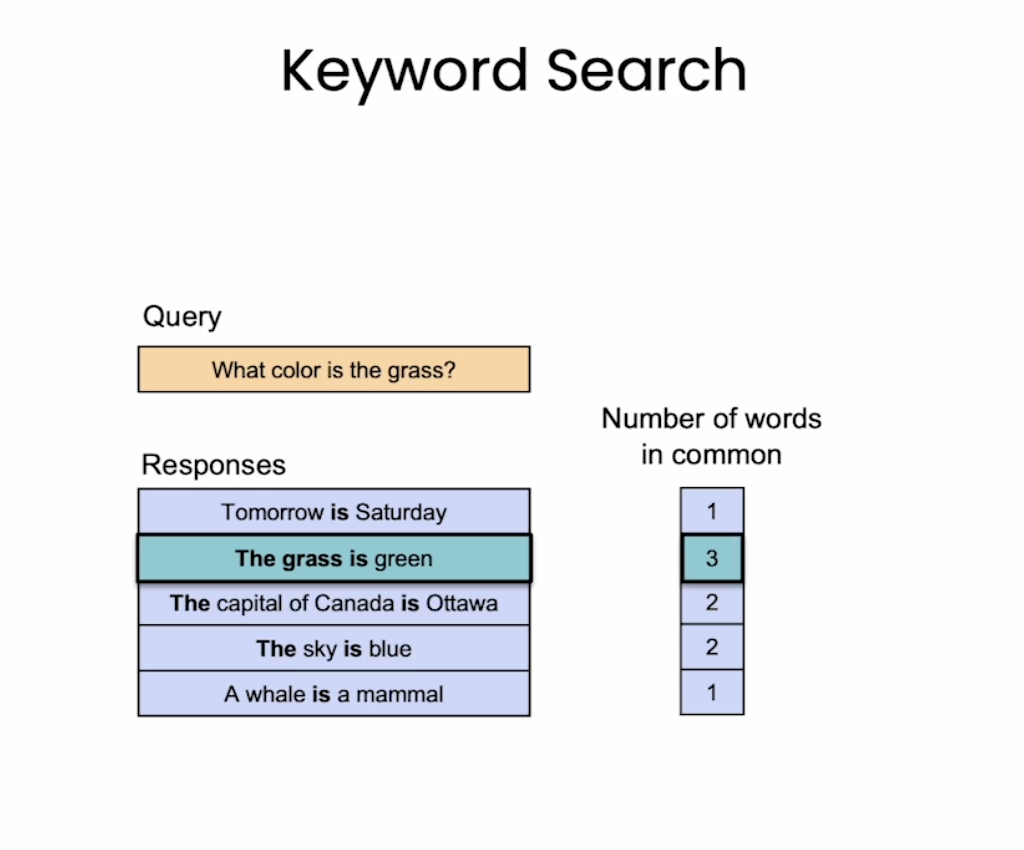 Keyword Search
Query
What color is the grass?
Number of words
in common
Responses
Tomorrow is Saturday
1
The grass is green
3
The capital of Canada is Ottawa
2
The sky is blue
2
A whale is a mammal
1